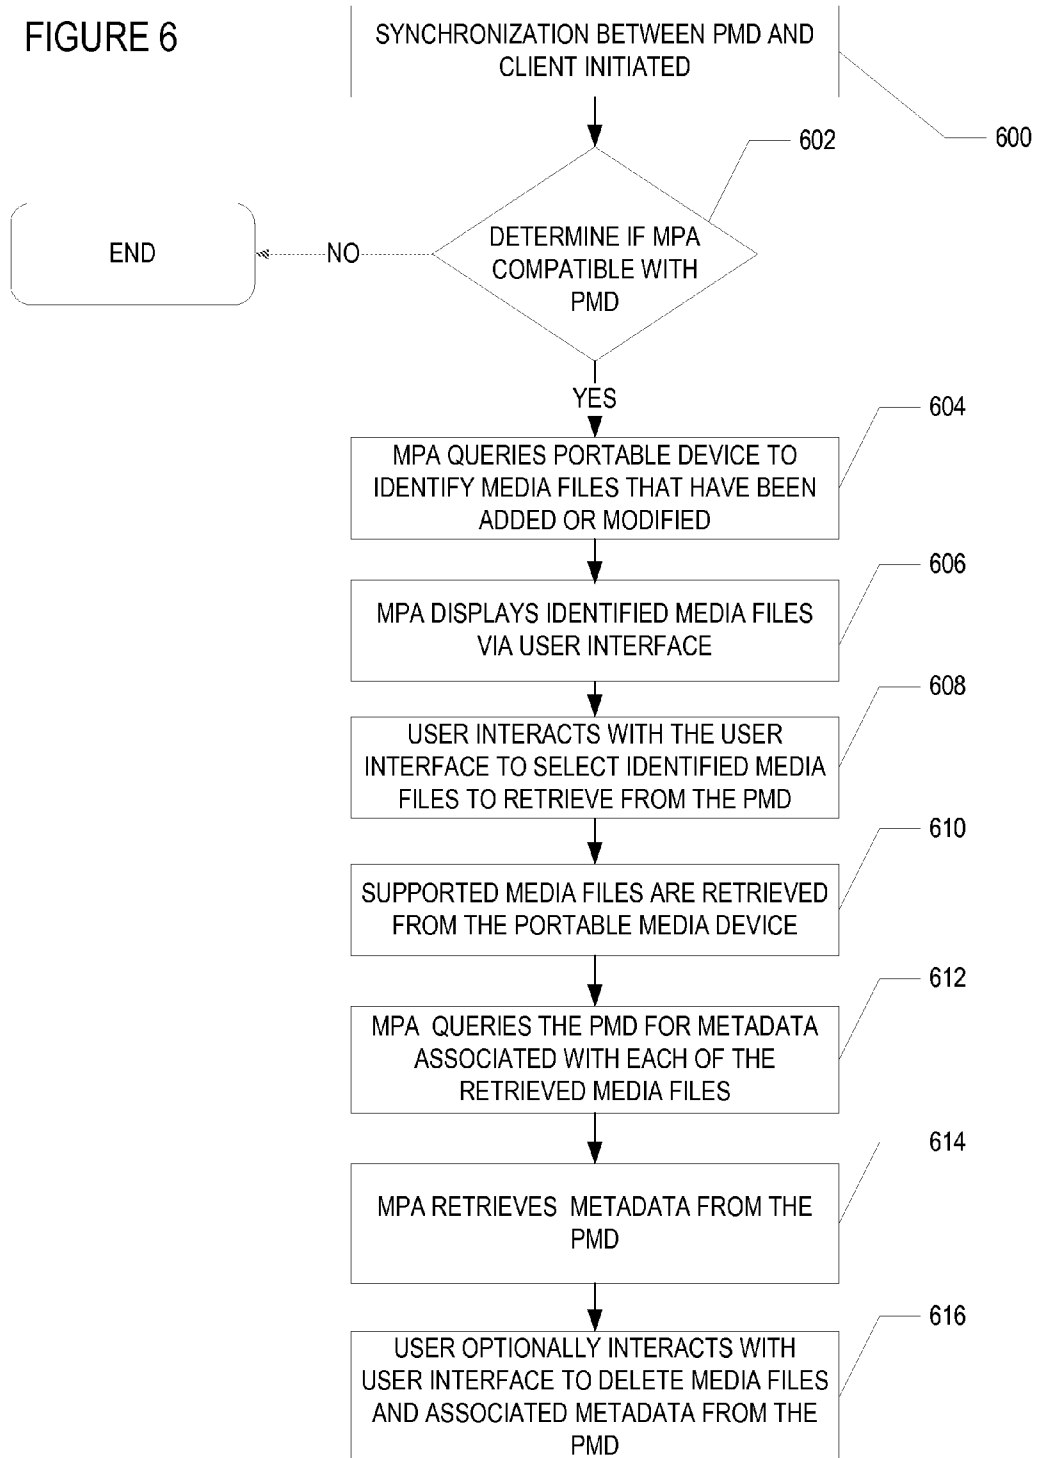 FIGURE 6
SYNCHRONIZATION BETWEEN PMD AND
CLIENT INITIATED
600
602
DETERMINE IF MPA
COMPATIBLE WITH
PMD
NO
END
YES
604
MPA QUERIES PORTABLE DEVICE TO
IDENTIFY MEDIA FILES THAT HAVE BEEN
ADDED OR MODIFIED
606
MPA DISPLAYS IDENTIFIED MEDIA FILES
VIA USER INTERFACE
608
USER INTERACTS WITH THE USER
INTERFACE TO SELECT IDENTIFIED MEDIA
FILES TO RETRIEVE FROM THE PMD
610
SUPPORTED MEDIA FILES ARE RETRIEVED
FROM THE PORTABLE MEDIA DEVICE
612
MPA QUERIES THE PMD FOR METADATA
ASSOCIATED WITH EACH OF THE
RETRIEVED MEDIA FILES
614
MPA RETRIEVES METADATA FROM THE
PMD
616
USER OPTIONALLY INTERACTS WITH
USER INTERFACE TO DELETE MEDIA FILES
AND ASSOCIATED METADATA FROM THE
PMD